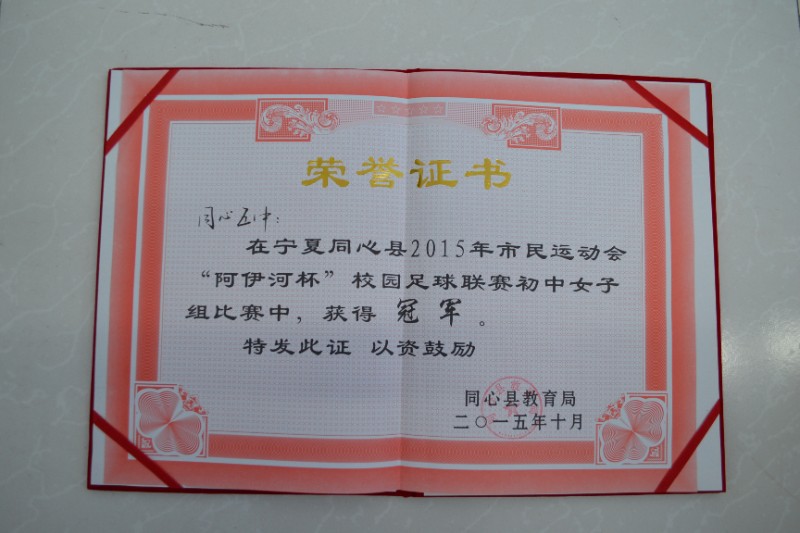 荣誉证书
同心五中：
在宁夏同心县2015年市民运动会
“阿伊河杯”校园足球联赛初中女子
组比赛中，获得 冠军。
特发此证 以资鼓励
同心县教育局
二〇一五年十月